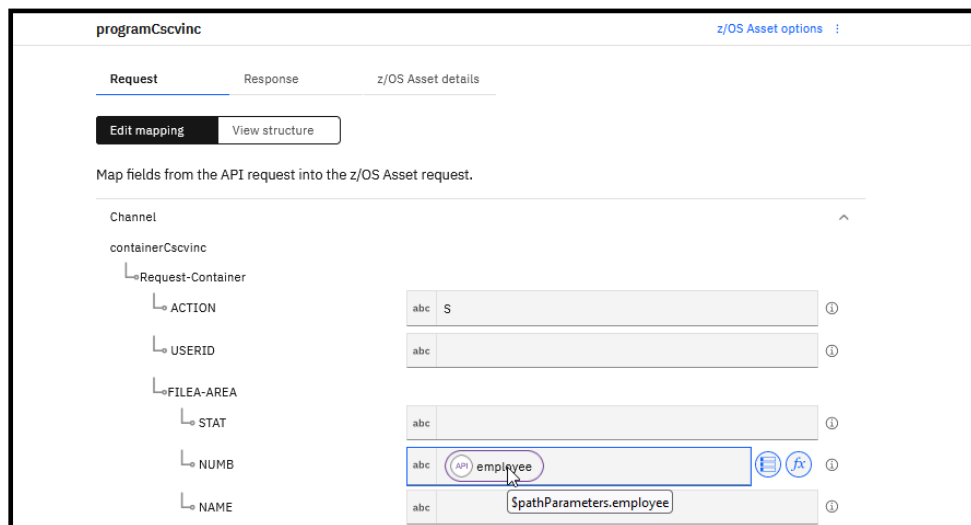 programCscvinc
z/OS Asset options
Request Response z/OS Asset details
Edit mapping View structure
Map fields from the API request into the z/OS Asset request.
Channel
containerCscvinc
Request-Container
ACTION abc S
USERID abc
FILEA-AREA
STAT abc
NUMB abc API employee fx
$pathParameters.employee
NAME abc